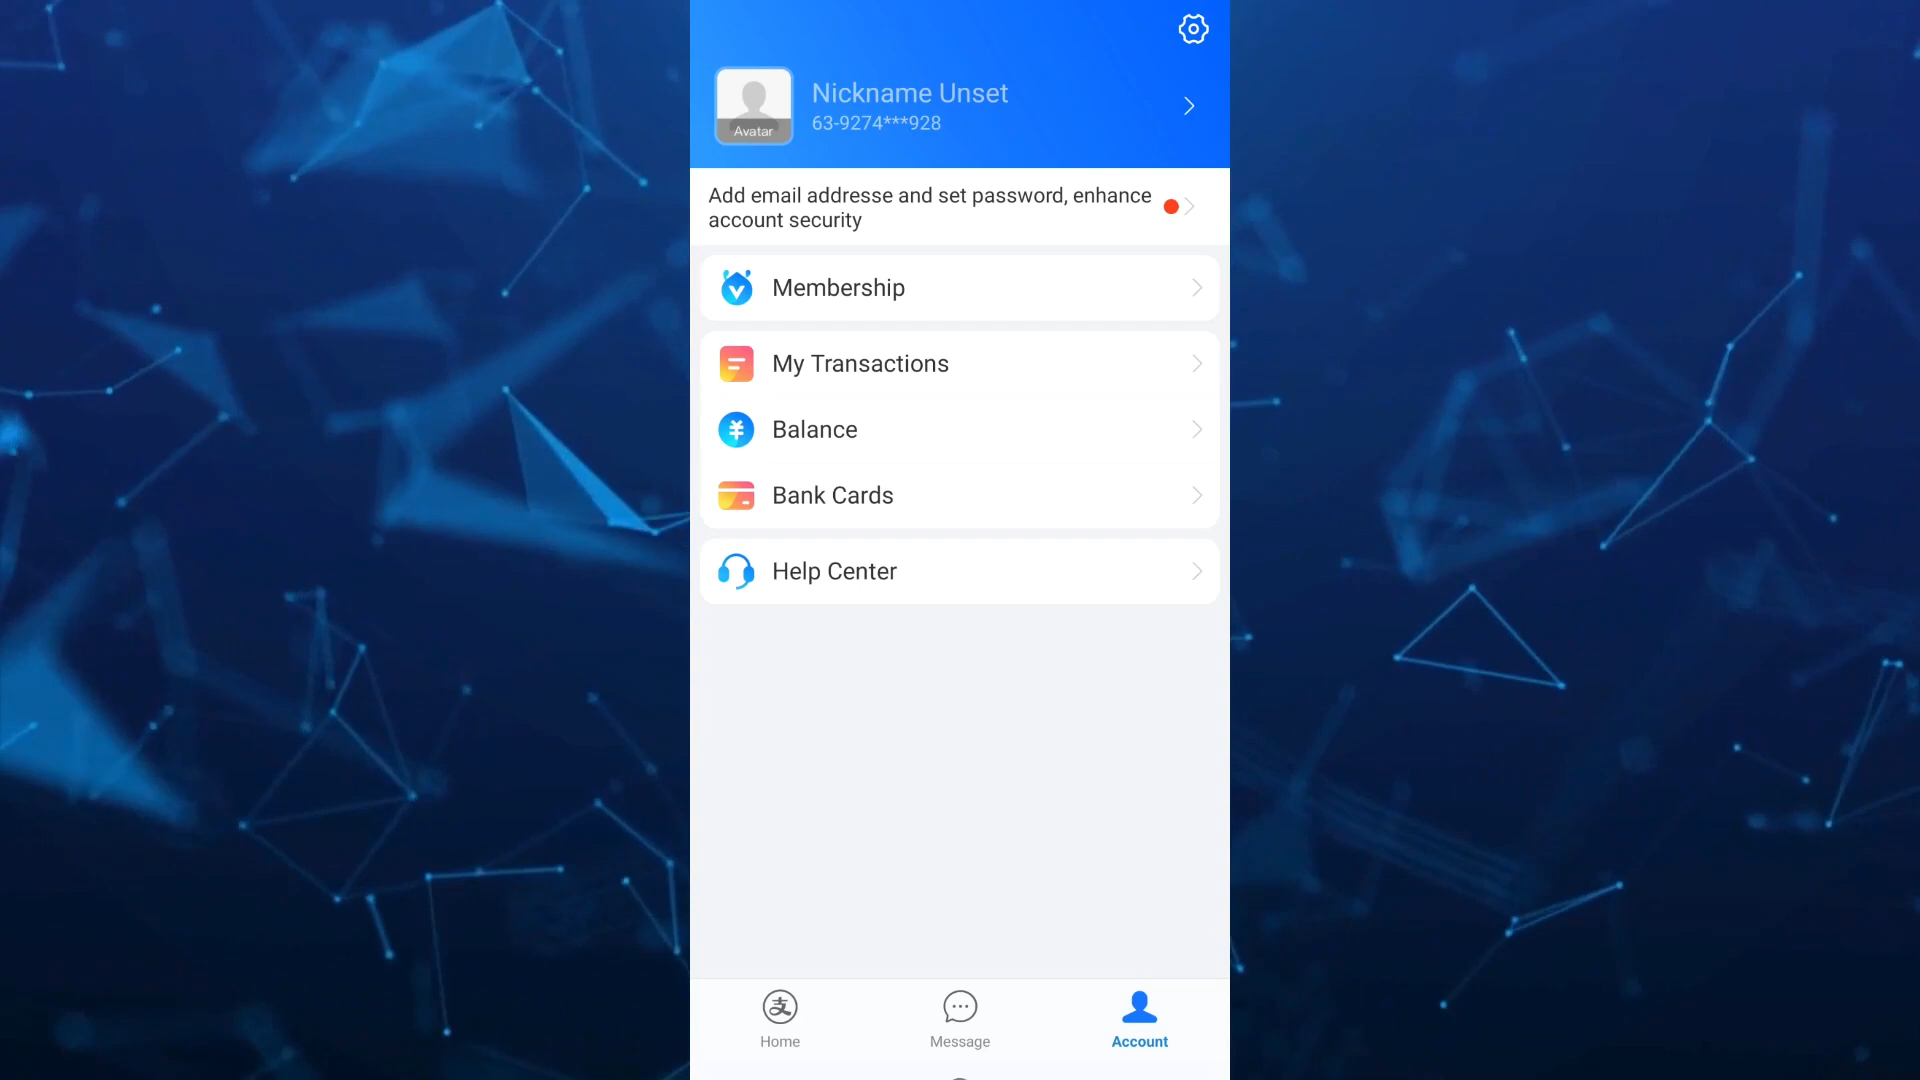 Nickname Unset
63-9274***928
Avatar
Add email addresse and set password, enhance
account security
Membership
My Transactions
Balance
Bank Cards
Help Center
支
Home
Message
Account